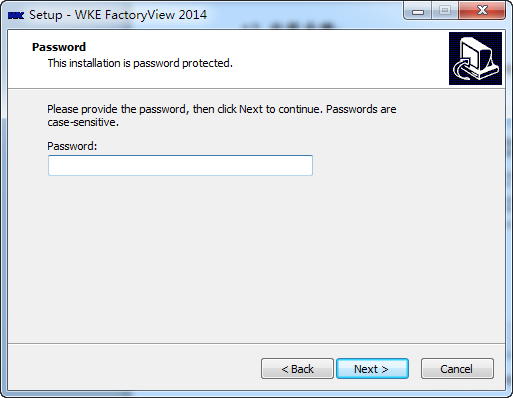 Setup - WKE FactoryView 2014
Password
This installation is password protected.
Please provide the password, then click Next to continue. Passwords are
case-sensitive.
Password:
< Back
Next >
Cancel